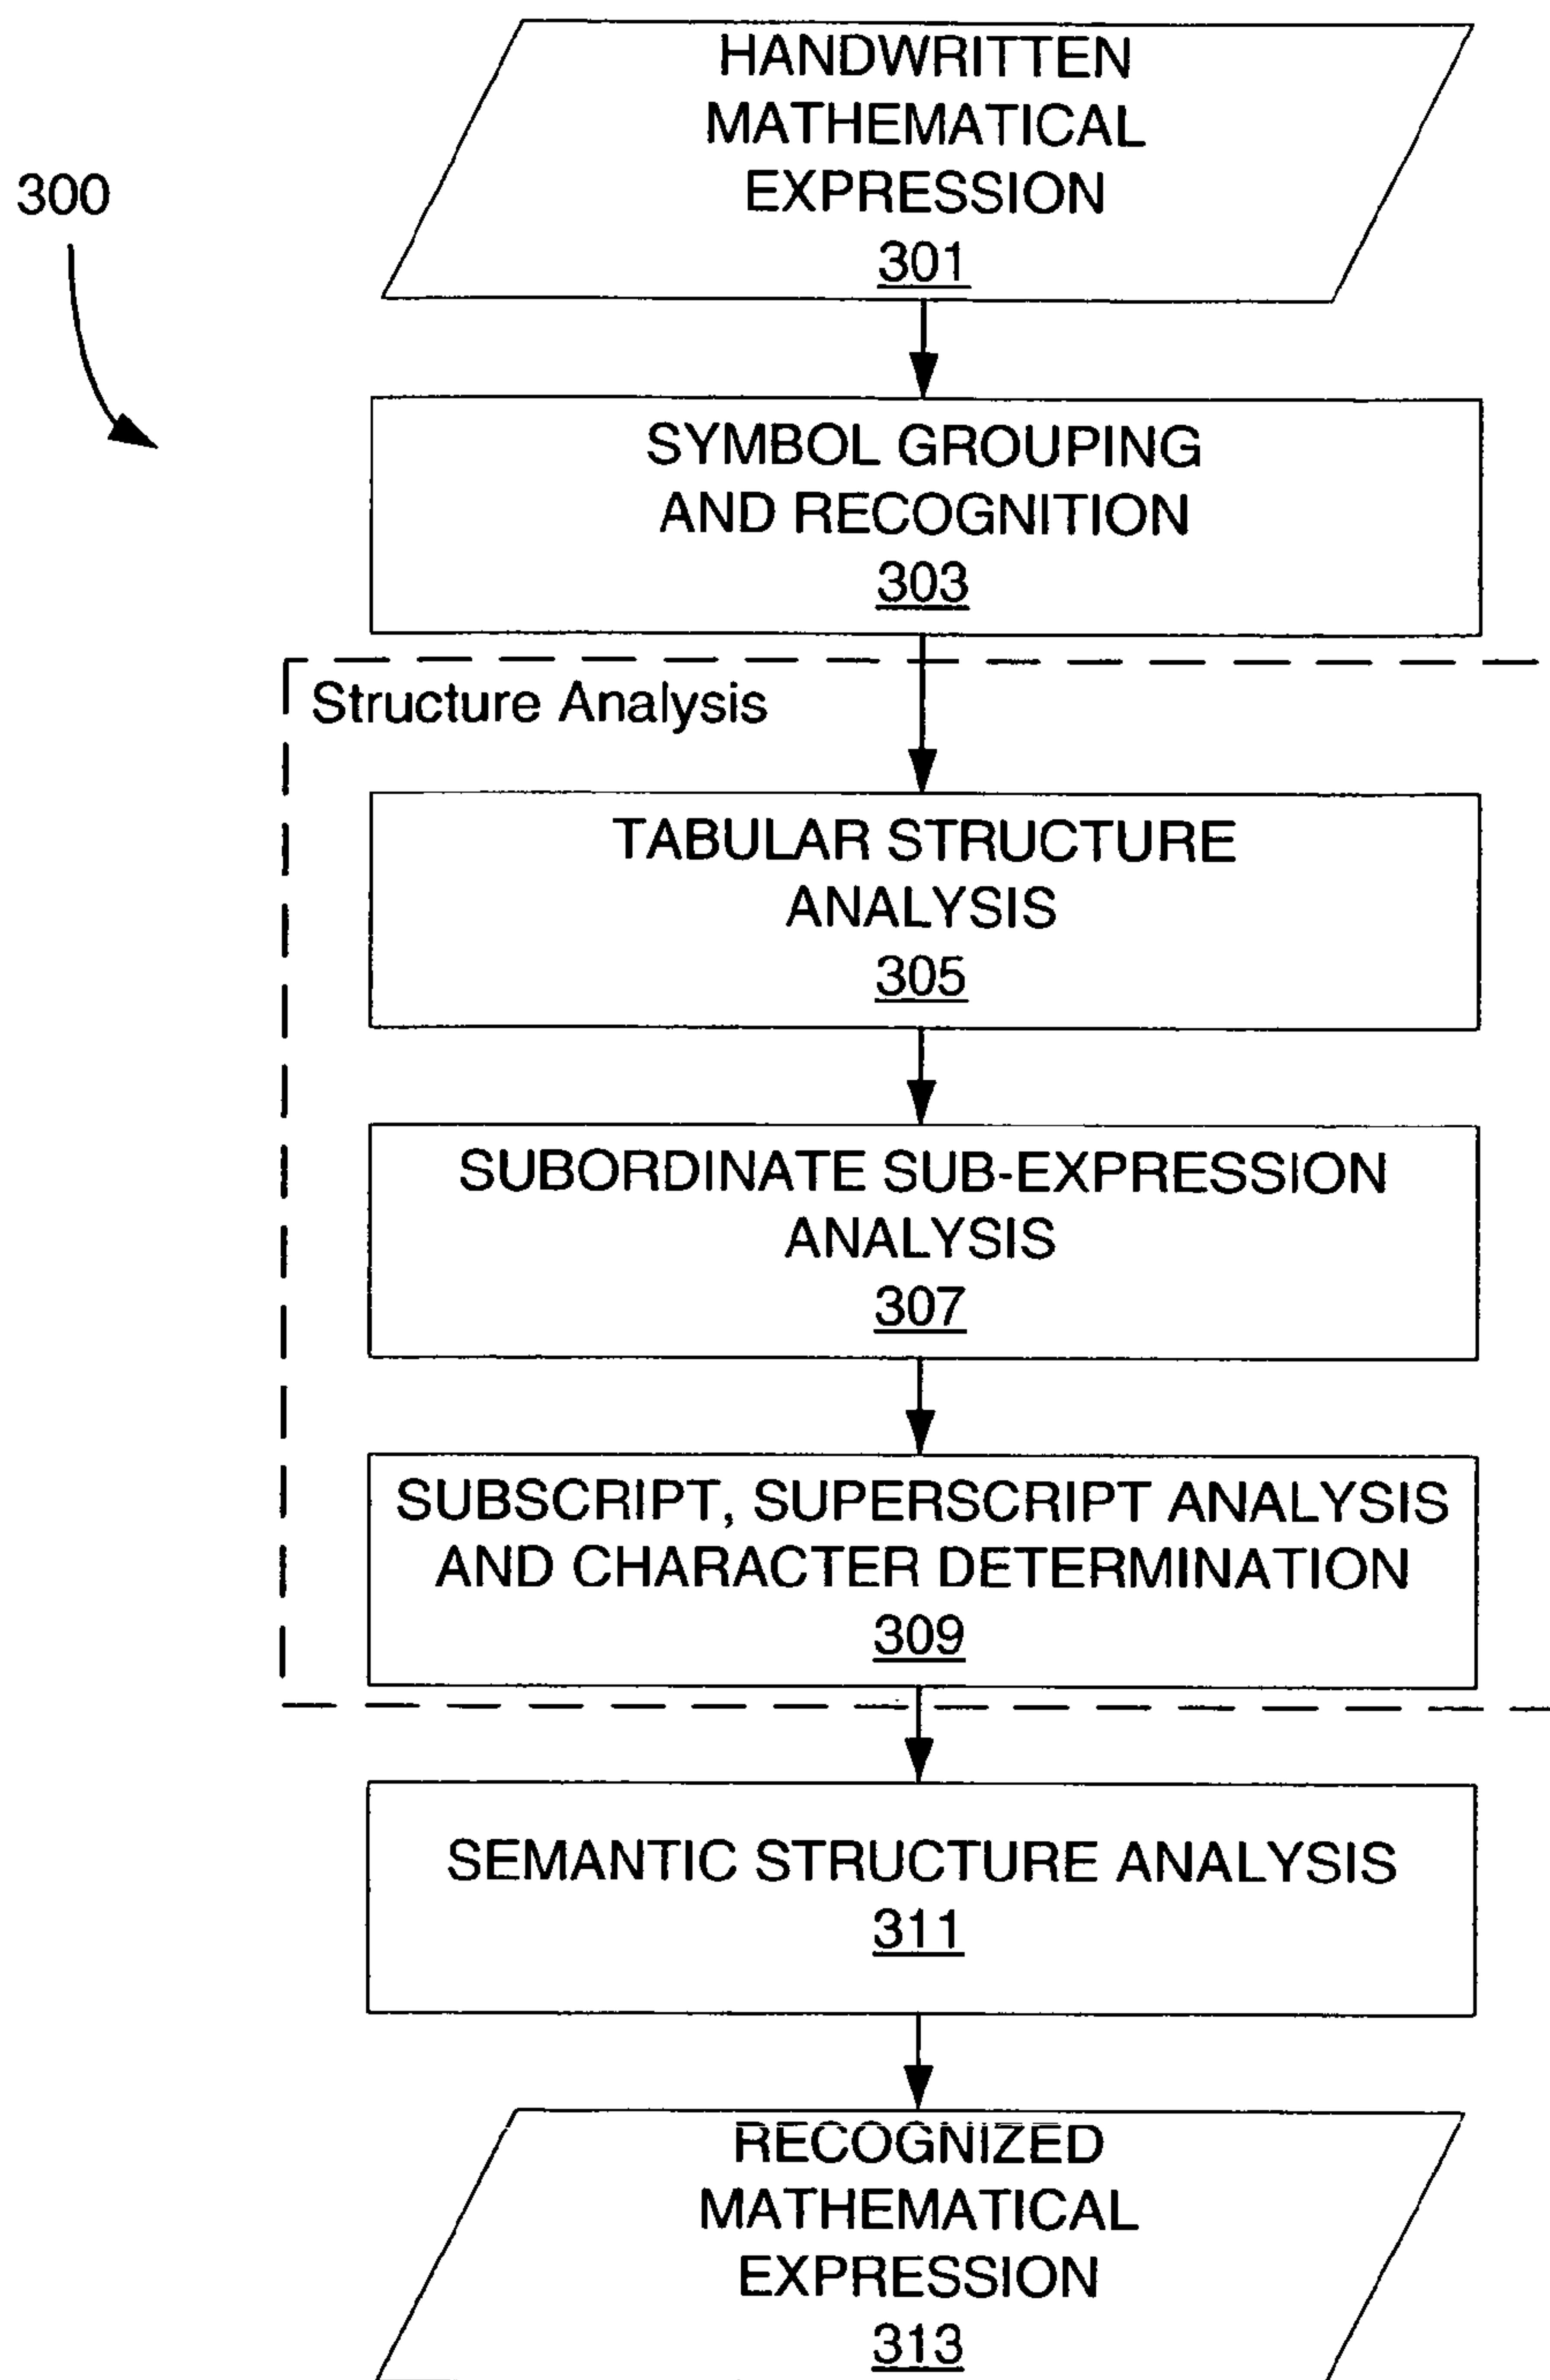 HANDWRITTEN
MATHEMATICAL
EXPRESSION
301
300
SYMBOL GROUPING
AND RECOGNITION
303
Structure Analysis
TABULAR STRUCTURE
ANALYSIS
305
SUBORDINATE SUB-EXPRESSION
ANALYSIS
307
SUBSCRIPT, SUPERSCRIPT ANALYSIS
AND CHARACTER DETERMINATION
309
SEMANTIC STRUCTURE ANALYSIS
311
RECOGNIZED
MATHEMATICAL
EXPRESSION
313